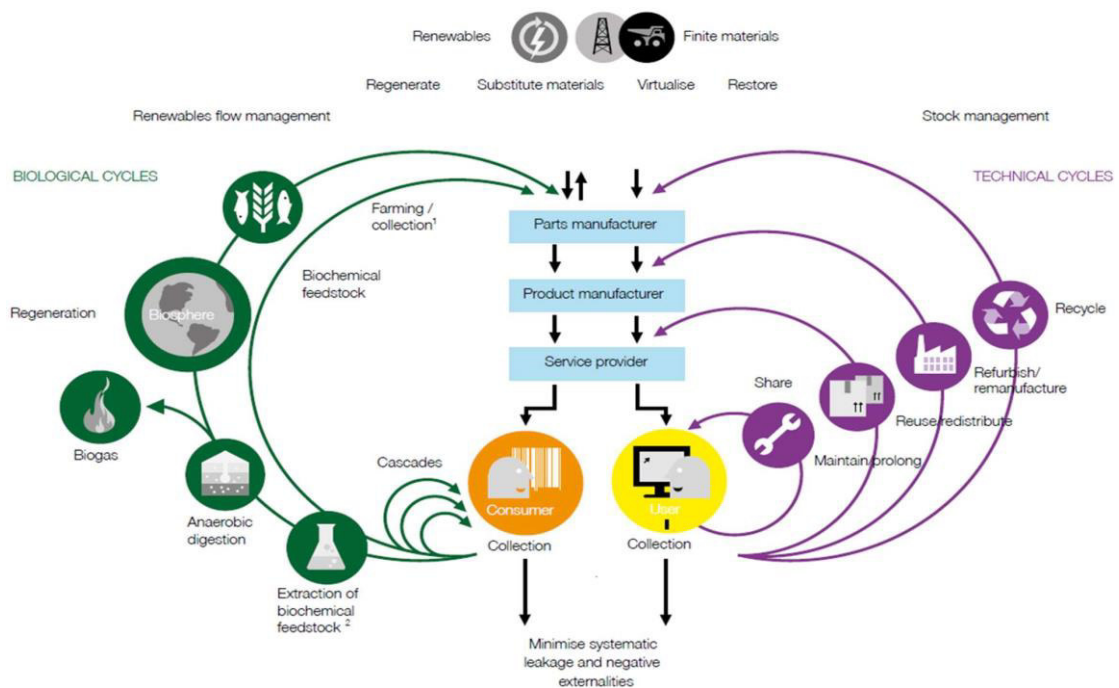 Renewables
Finite materials
Regenerate
Substitute materials
Virtualise
Restore
Renewables flow management
Stock management
BIOLOGICAL CYCLES
TECHNICAL CYCLES
Farming /
collection¹
Parts manufacturer
Biochemical
feedstock
Product manufacturer
Regeneration
Biosphere
Recycle
Service provider
Share
Refurbish/
remanufacture
Reuse/redistribute
Biogas
Maintain/prolong
Cascades
Consumer
User
Anaerobic
digestion
Collection
Collection
Extraction of
biochemical
feedstock ²
Minimise systematic
leakage and negative
externalities